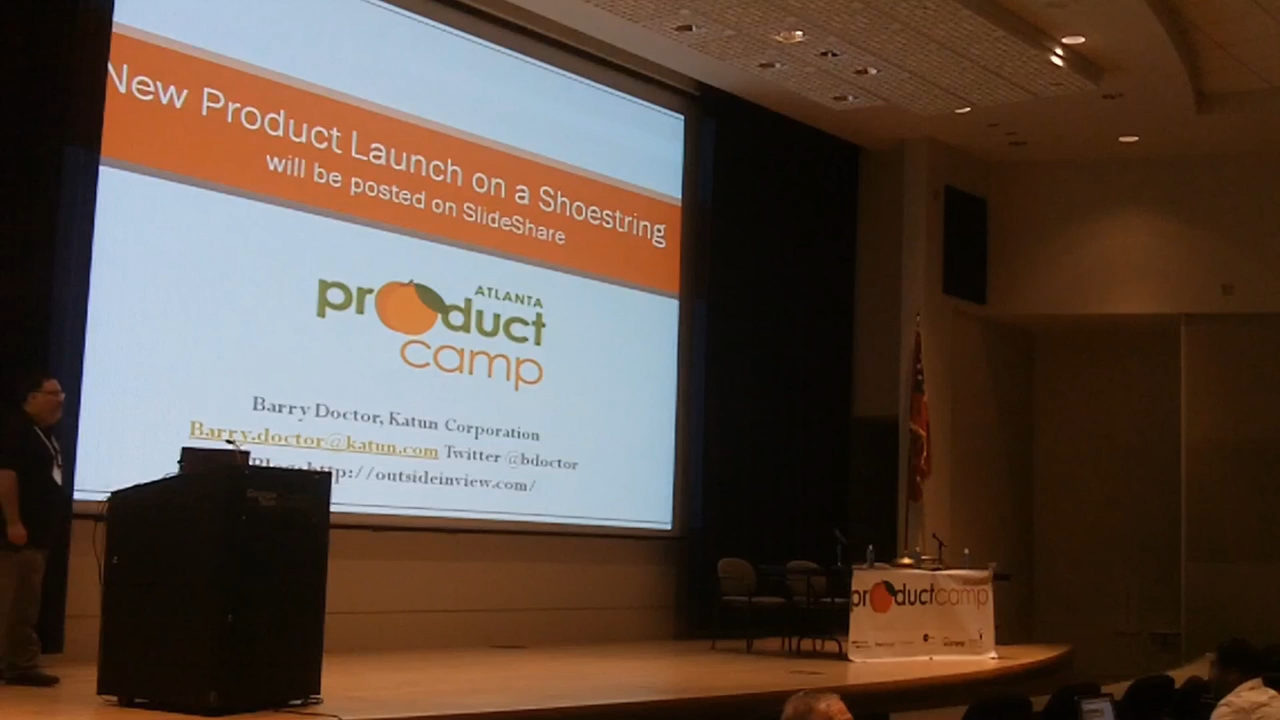 New Product Launch on a Shoestring
will be posted on SlideShare
ATLANTA
product
camp
Barry Doctor, Katun Corporation
Barry.doctor@katun.com Twitter @bdoctor
Blog: http://outsideinview.com/
productcamp